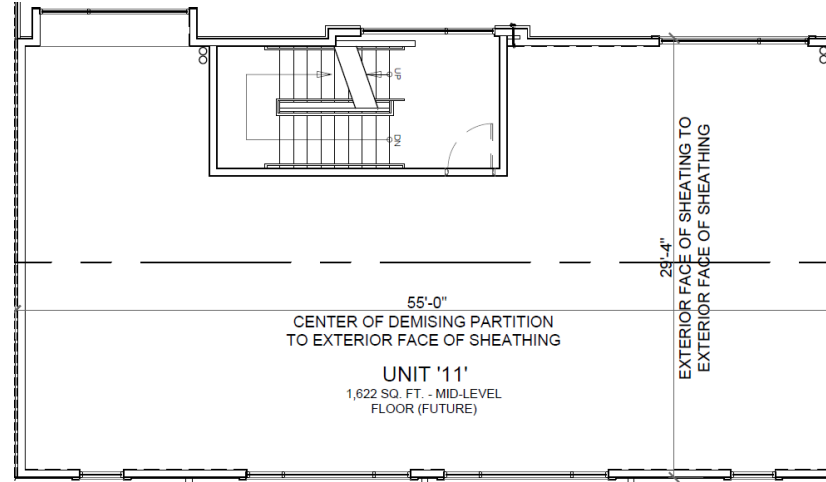 UP
DN
29'-4"
EXTERIOR FACE OF SHEATING TO
EXTERIOR FACE OF SHEATHING
55'-0"
CENTER OF DEMISING PARTITION
TO EXTERIOR FACE OF SHEATHING
UNIT '11'
1,622 SQ. FT. - MID-LEVEL
FLOOR (FUTURE)